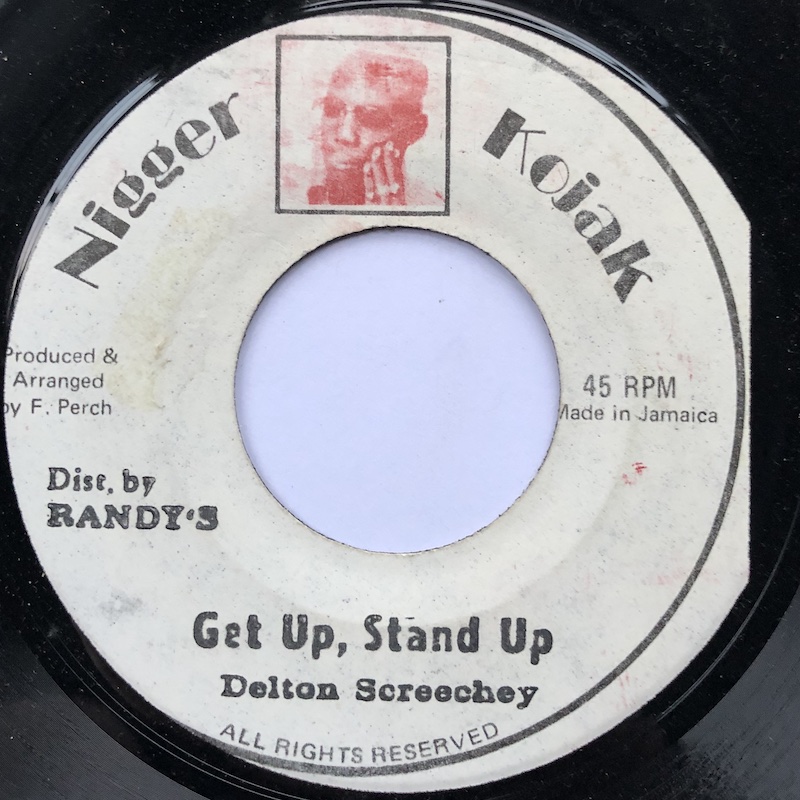 Nigger Kojak
Produced &
Arranged
by F. Perch
45 RPM
Made in Jamaica
Dist. by
RANDY'S
Get Up, Stand Up
Delton Screechey
ALL RIGHTS RESERVED